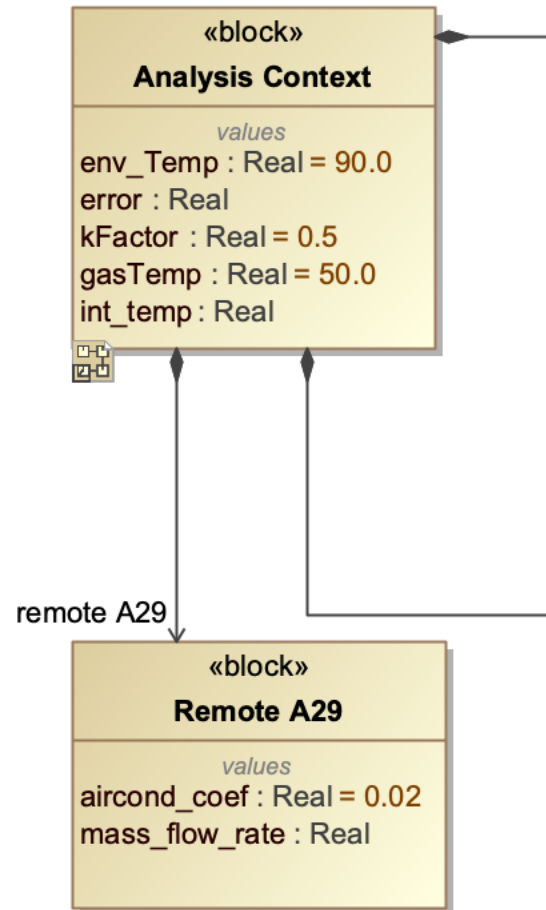 «block»
Analysis Context
values
env_Temp : Real = 90.0
error : Real
kFactor : Real = 0.5
gasTemp : Real = 50.0
int_temp : Real
remote A29
«block»
Remote A29
values
aircond_coef : Real = 0.02
mass_flow_rate : Real